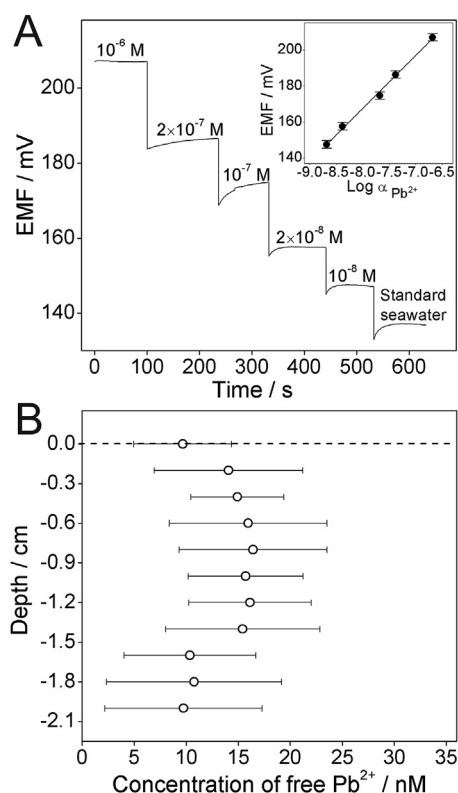 A
EMF / mV
200
180
160
140
10⁻⁶ M
2×10⁻⁷ M
10⁻⁷ M
2×10⁻⁸ M
10⁻⁸ M
Standard
seawater
EMF / mV
200
180
160
140
-9.0 -8.5 -8.0 -7.5 -7.0 -6.5
Log α Pb²⁺
0 100 200 300 400 500 600
Time / s
B
Depth / cm
0.0
-0.3
-0.6
-0.9
-1.2
-1.5
-1.8
-2.1
0 5 10 15 20 25 30 35
Concentration of free Pb²⁺ / nM